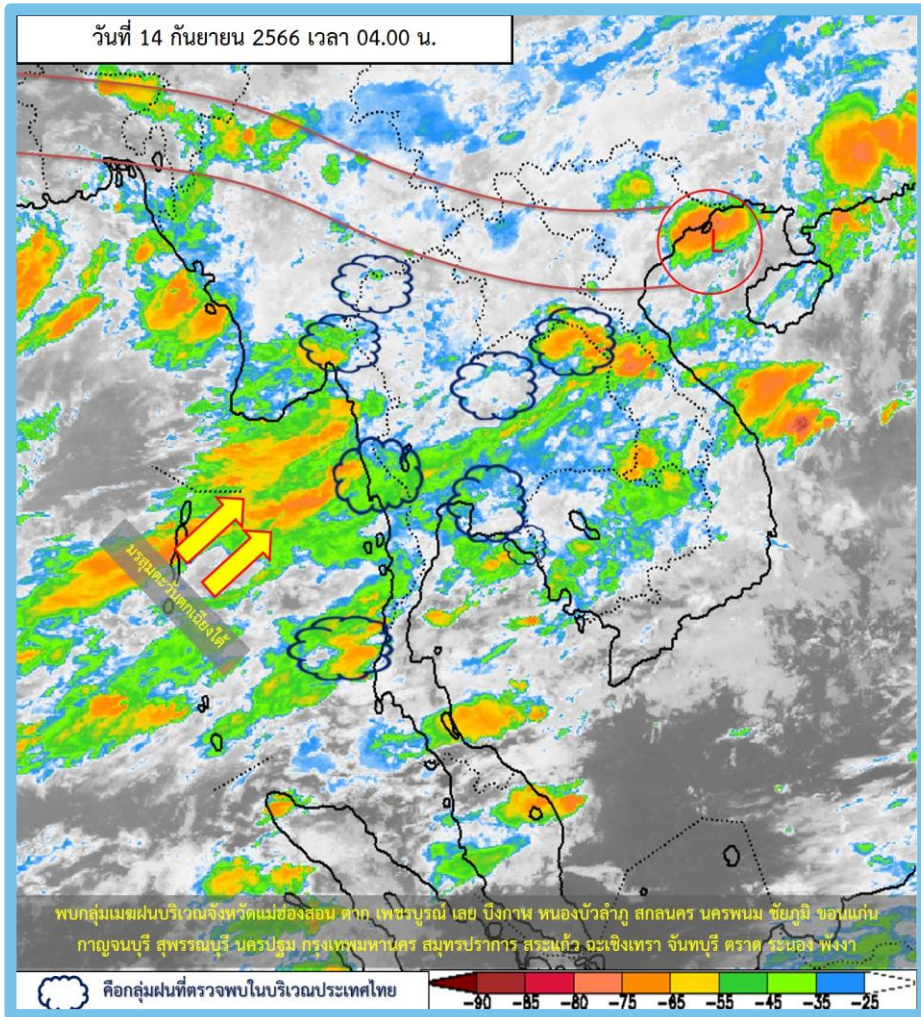 วันที่ 14 กันยายน 2566 เวลา 04.00 น.
L
มรสุมตะวันตกเฉียงใต้
พบกลุ่มเมฆฝนบริเวณจังหวัดแม่ฮ่องสอน ตาก เพชรบูรณ์ เลย บึงกาฬ หนองบัวลำภู สกลนคร นครพนม ชัยภูมิ ขอนแก่น
กาญจนบุรี สุพรรณบุรี นครปฐม กรุงเทพมหานคร สมุทรปราการ สระแก้ว ฉะเชิงเทรา จันทบุรี ตราด ระนอง พังงา
คือกลุ่มฝนที่ตรวจพบในบริเวณประเทศไทย
-90 -85 -80 -75 -65 -55 -45 -35 -25